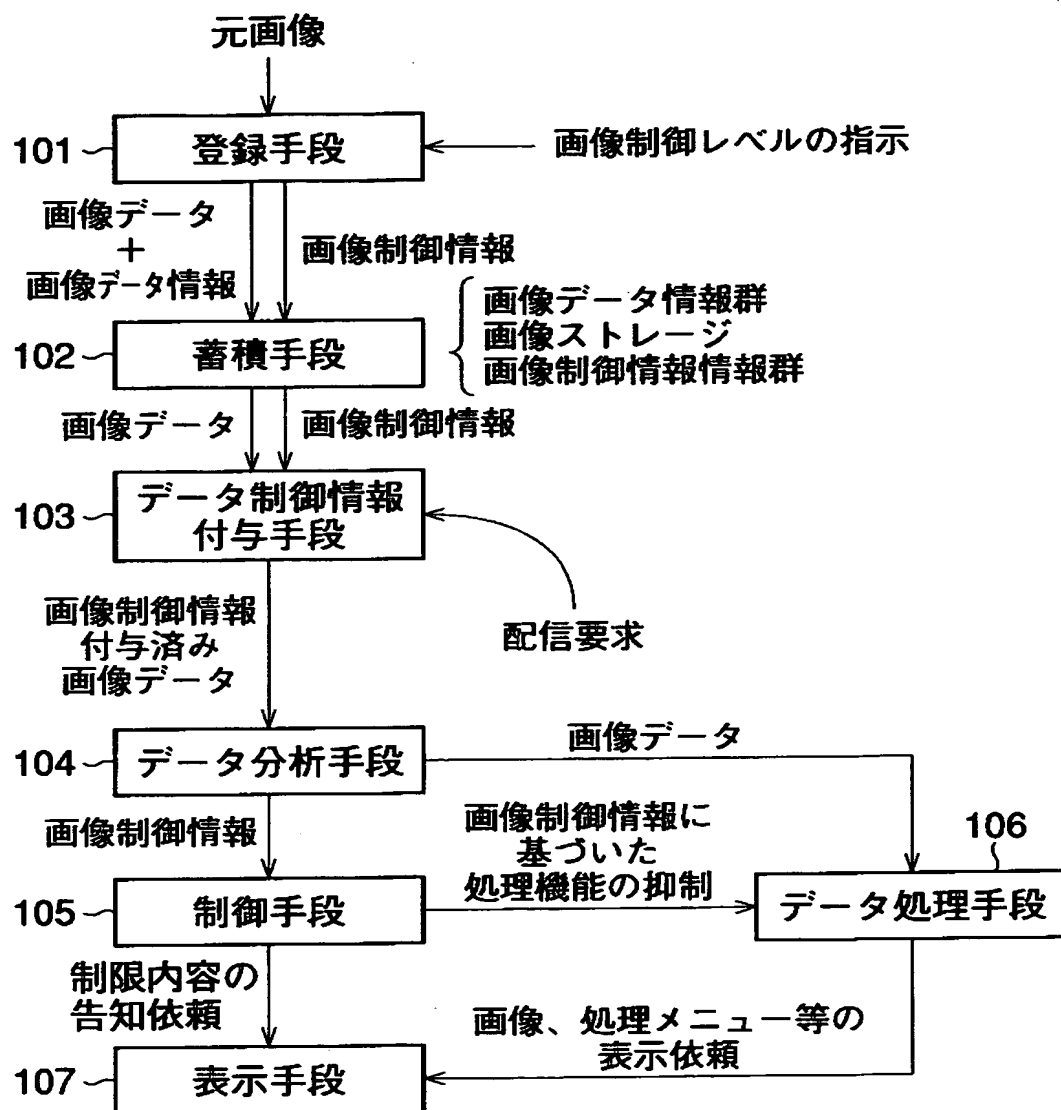 元画像
101
登録手段
画像制御レベルの指示
画像データ
+
画像データ情報
画像制御情報
画像データ情報群
画像ストレージ
画像制御情報情報群
102
蓄積手段
画像データ
画像制御情報
103
データ制御情報
付与手段
配信要求
画像制御情報
付与済み
画像データ
104
データ分析手段
画像データ
画像制御情報
画像制御情報に
基づいた
処理機能の抑制
106
105
制御手段
データ処理手段
制限内容の
告知依頼
画像、処理メニュー等の
表示依頼
107
表示手段